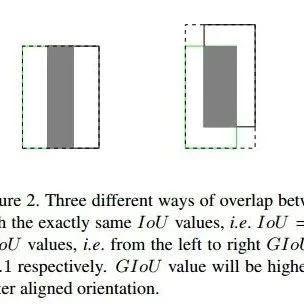 ure 2. Three different ways of overlap betw
h the exactly same IoU values, i.e. IoU =
oU values, i.e. from the left to right GIoU
.1 respectively. GIoU value will be highe
ter aligned orientation.